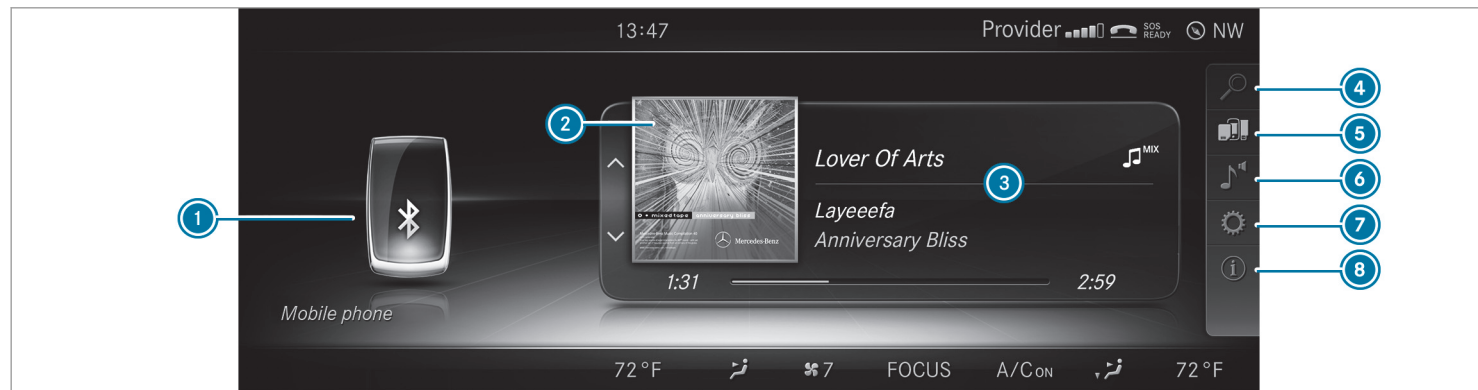 13:47
Provider SOS READY NW
4
2
5
Lover Of Arts MIX
3
6
1
Layeeefa
7
mixedtape anniversary bliss
Mercedes-Benz
Anniversary Bliss
8
1:31 2:59
Mobile phone
72°F 7 FOCUS A/C ON 72°F